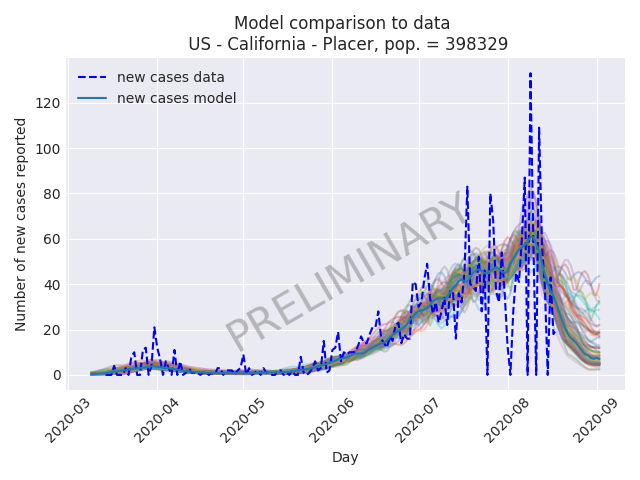 Model comparison to data
US - California - Placer, pop. = 398329
new cases data
new cases model
Number of new cases reported
120
100
80
60
40
20
0
PRELIMINARY
2020-03
2020-04
2020-05
2020-06
2020-07
2020-08
2020-09
Day